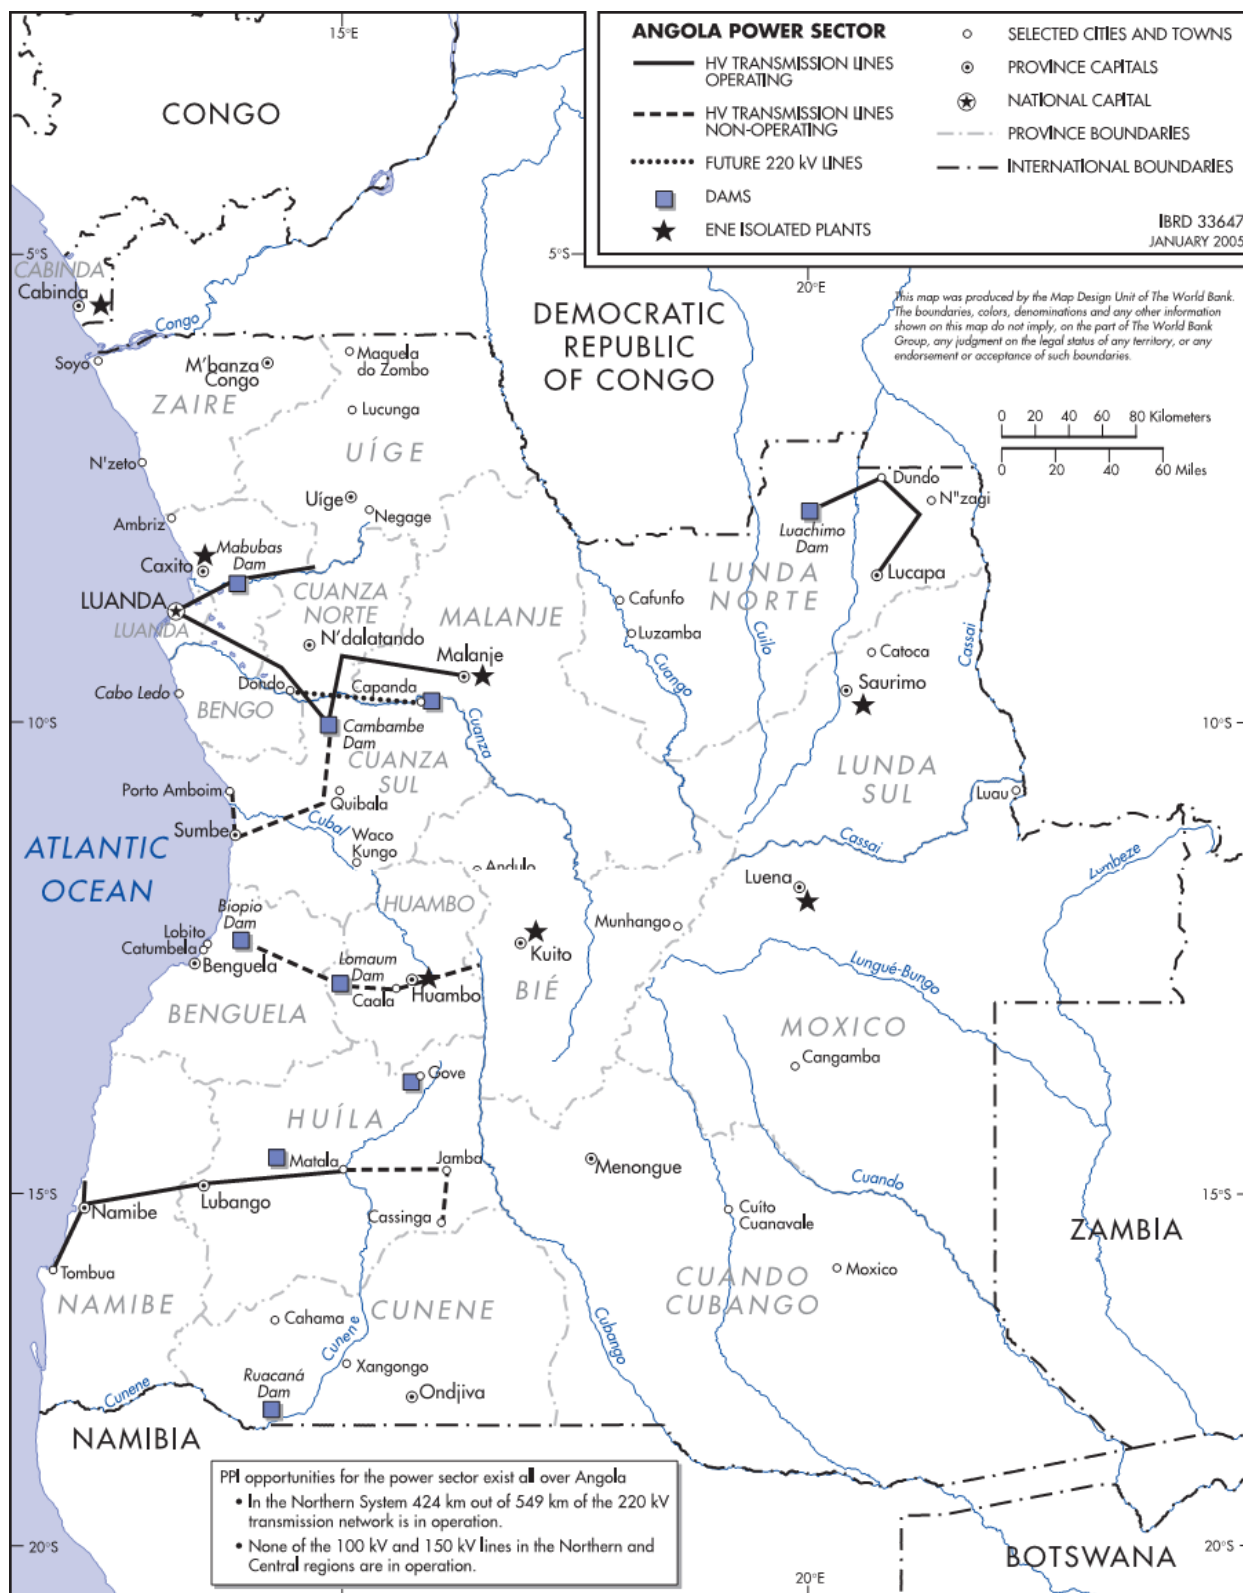 15°E
ANGOLA POWER SECTOR
HV TRANSMISSION LINES
OPERATING
HV TRANSMISSION LINES
NON-OPERATING
FUTURE 220 kV LINES
DAMS
ENE ISOLATED PLANTS
SELECTED CITIES AND TOWNS
PROVINCE CAPITALS
NATIONAL CAPITAL
PROVINCE BOUNDARIES
INTERNATIONAL BOUNDARIES
IBRD 33647
JANUARY 2005
CONGO
5°S
5°S
20°E
CABINDA
Cabinda
Congo
This map was produced by the Map Design Unit of The World Bank.
The boundaries, colors, denominations and any other information
shown on this map do not imply, on the part of The World Bank
Group, any judgment on the legal status of any territory, or any
endorsement or acceptance of such boundaries.
DEMOCRATIC
REPUBLIC
OF CONGO
Soyo
M'banza
Congo
Maquela
do Zombo
ZAIRE
Lucunga
0 20 40 60 80 Kilometers
0 20 40 60 Miles
UÍGE
N'zeto
Dundo
N"zagi
Uíge
Negage
Ambriz
Luachimo
Dam
Mabubas
Dam
Caxito
LUNDA
NORTE
Lucapa
CUANZA
NORTE
LUANDA
LUANDA
MALANJE
Cafunfo
Luzamba
N'dalatando
Malanje
Cuilo
Cassai
Catoca
Cuango
Saurimo
Cabo Ledo
Dondo
Capanda
BENGO
10°S
10°S
Cambambe
Dam
Cuanza
CUANZA
SUL
LUNDA
SUL
Porto Amboim
Quibala
Luau
Sumbe
Cubal
Waco
Kungo
Cassai
Zumbeze
ATLANTIC
OCEAN
Andulo
Luena
HUAMBO
Biopio
Dam
Munhango
Lobito
Catumbela
Benguela
Lomaum
Dam
Kuito
Caala
Huambo
BIÉ
Lungué-Bungo
BENGUELA
MOXICO
Cangamba
Gove
HUÍLA
Matala
Jamba
Menongue
15°S
15°S
Lubango
Namibe
Cassinga
Cuando
Cuíto
Cuanavale
ZAMBIA
Tombua
Moxico
NAMIBE
CUNENE
CUANDO
CUBANGO
Cahama
Cunene
Cubango
Xangongo
Ruacaná
Dam
Ondjiva
Cunene
NAMIBIA
PPI opportunities for the power sector exist all over Angola
• In the Northern System 424 km out of 549 km of the 220 kV
transmission network is in operation.
• None of the 100 kV and 150 kV lines in the Northern and
Central regions are in operation.
20°S
20°S
BOTSWANA
15°E
20°E